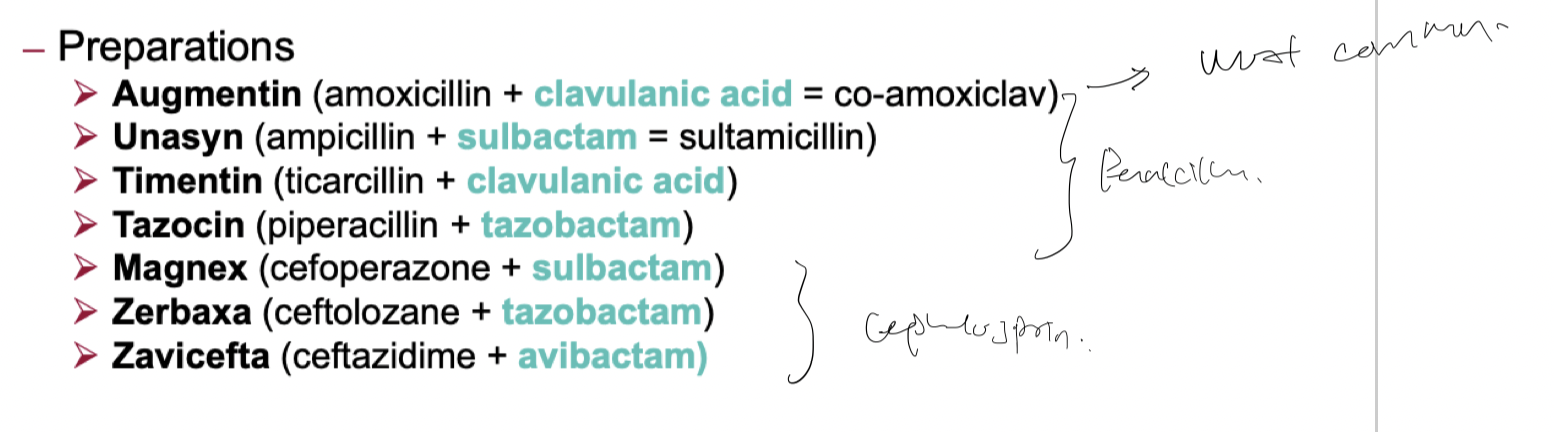 – Preparations
➢ Augmentin (amoxicillin + clavulanic acid = co-amoxiclav) → most common.
➢ Unasyn (ampicillin + sulbactam = sultamicillin)
➢ Timentin (ticarcillin + clavulanic acid) Penicillin.
➢ Tazocin (piperacillin + tazobactam)
➢ Magnex (cefoperazone + sulbactam)
➢ Zerbaxa (ceftolozane + tazobactam)
➢ Zavicefta (ceftazidime + avibactam)